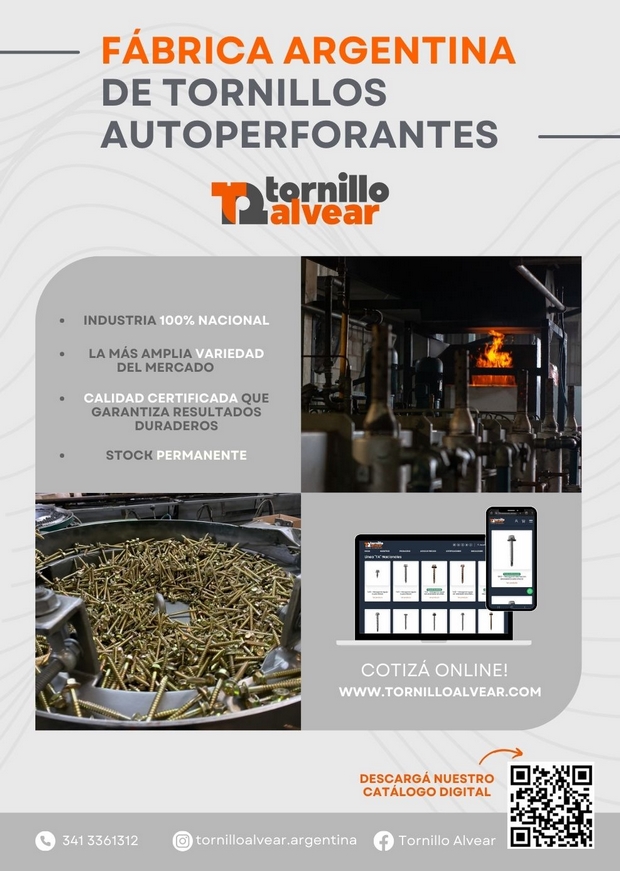 FÁBRICA ARGENTINA
DE TORNILLOS
AUTOPERFORANTES
tornillo
alvear
INDUSTRIA 100% NACIONAL
LA MÁS AMPLIA VARIEDAD
DEL MERCADO
CALIDAD CERTIFICADA QUE
GARANTIZA RESULTADOS
DURADEROS
STOCK PERMANENTE
COTIZÁ ONLINE!
WWW.TORNILLOALVEAR.COM
DESCARGÁ NUESTRO
CATÁLOGO DIGITAL
341 3361312
tornilloalvear.argentina
Tornillo Alvear